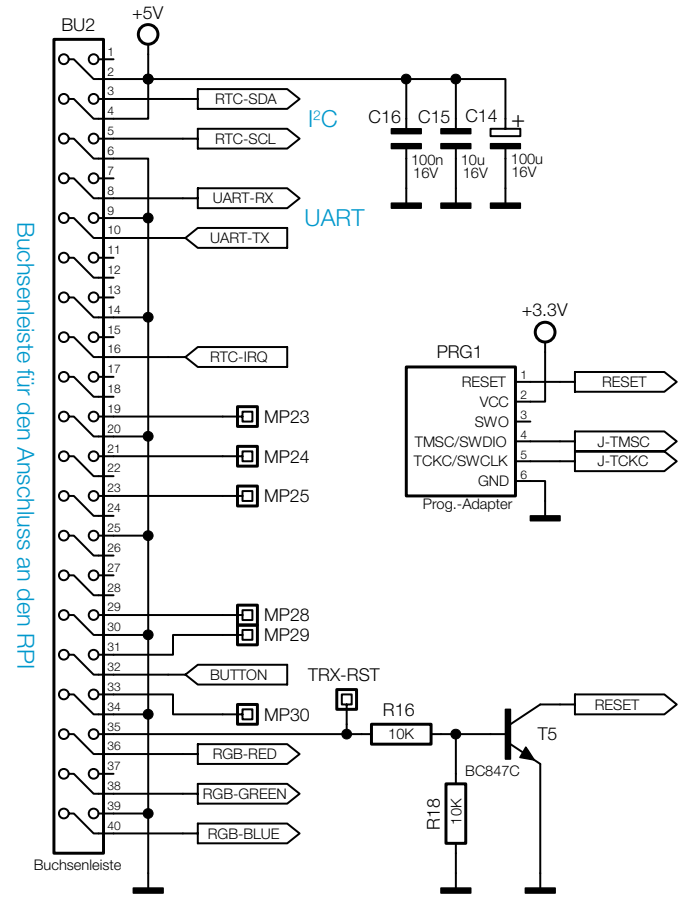 +5V
BU2
1
2
3
RTC-SDA
4
I²C
C16
C15
C14
+
5
RTC-SCL
6
100n
16V
10u
16V
100u
16V
7
8
UART-RX
9
UART
10
UART-TX
11
12
13
14
15
16
RTC-IRQ
17
18
19
MP23
20
21
MP24
22
23
MP25
24
25
26
27
28
29
MP28
30
31
MP29
32
BUTTON
33
MP30
34
35
36
RGB-RED
37
38
RGB-GREEN
39
40
RGB-BLUE
Buchsenleiste
Buchsenleiste für den Anschluss an den RPI
+3.3V
PRG1
RESET
1
RESET
VCC
2
SWO
3
TMSC/SWDIO
4
J-TMSC
TCKC/SWCLK
5
J-TCKC
GND
6
Prog.-Adapter
TRX-RST
R16
10K
RESET
T5
BC847C
R18
10K